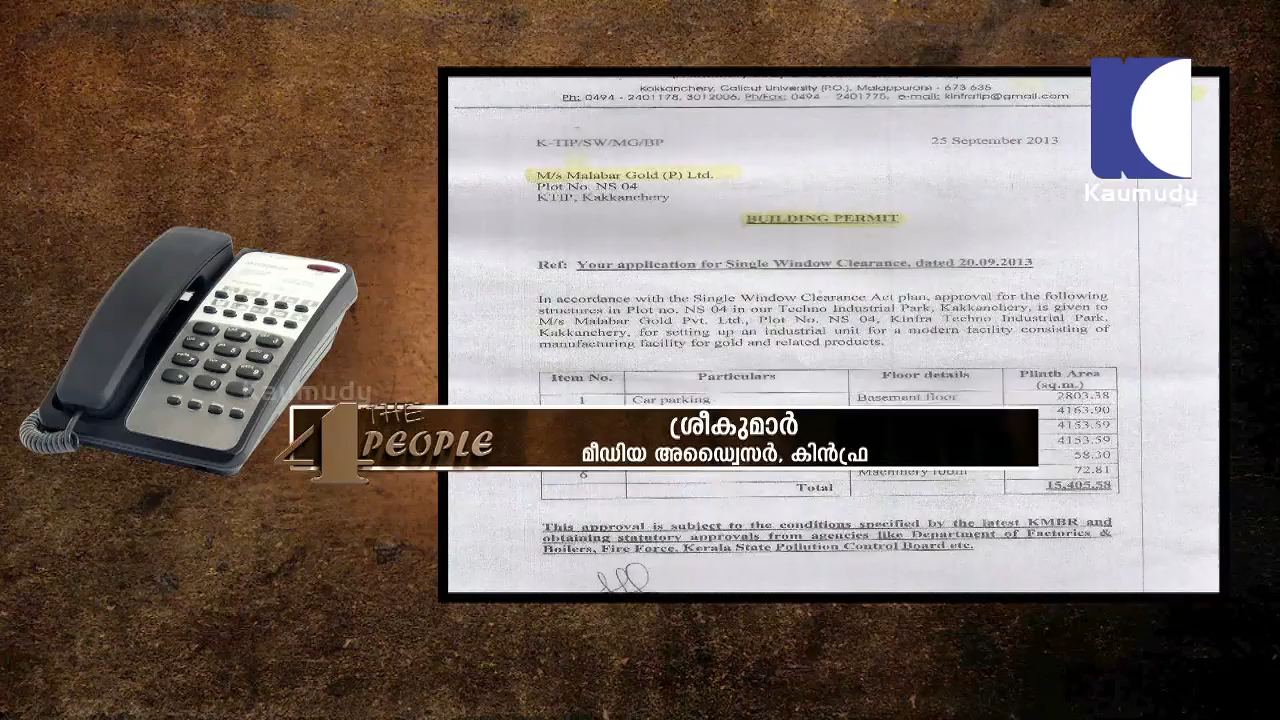 Kakkanchery, Calicut University (P.O.), Malappuram - 673 635
Ph: 0494 - 2401178, 3012006, Ph/Fax: 0494 2401775, e-mail: kinfratip@gmail.com
K-TIP/SW/MG/BP
25 September 2013
M/s Malabar Gold (P) Ltd.
Plot No. NS 04
KTIP, Kakkanchery
BUILDING PERMIT
Ref: Your application for Single Window Clearance, dated 20.09.2013
In accordance with the Single Window Clearance Act plan, approval for the following
structures in Plot no. NS 04 in our Techno Industrial Park, Kakkanchery, is given to
M/s Malabar Gold Pvt. Ltd., Plot No. NS 04, Kinfra Techno Industrial Park,
Kakkanchery, for setting up an industrial unit for a modern facility consisting of
manufacturing facility for gold and related products.
Item No. Particulars Floor details Plinth Area
(sq.m.)
1 Car parking Basement floor 2803.38
4163.90
4153.59
4153.59
58.30
6 Machinery room 72.81
Total 15,405.58
This approval is subject to the conditions specified by the latest KMBR and
obtaining statutory approvals from agencies like Department of Factories &
Boilers, Fire Force, Kerala State Pollution Control Board etc.
Kaumudy
Kaumudy
4 THE PEOPLE
ശ്രീകുമാർ
മീഡിയ അഡ്വൈസർ, കിൻഫ്ര